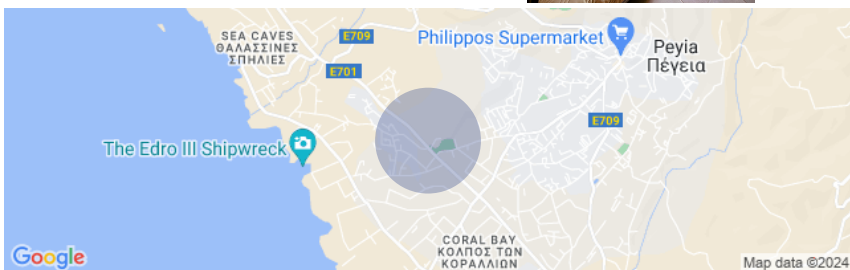 SEA CAVES
ΘΑΛΑΣΣΙΝΕΣ
ΣΠΗΛΙΕΣ
E709
E701
Philippos Supermarket
Peyia
Πέγεια
E709
The Edro III Shipwreck
CORAL BAY
ΚΟΛΠΟΣ ΤΩΝ
ΚΟΡΑΛΛΙΩΝ
Google
Map data ©2024